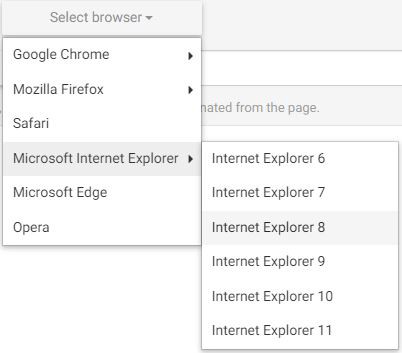 Select browser
Google Chrome
Mozilla Firefox
nated from the page.
Safari
Microsoft Internet Explorer
Microsoft Edge
Opera
Internet Explorer 6
Internet Explorer 7
Internet Explorer 8
Internet Explorer 9
Internet Explorer 10
Internet Explorer 11